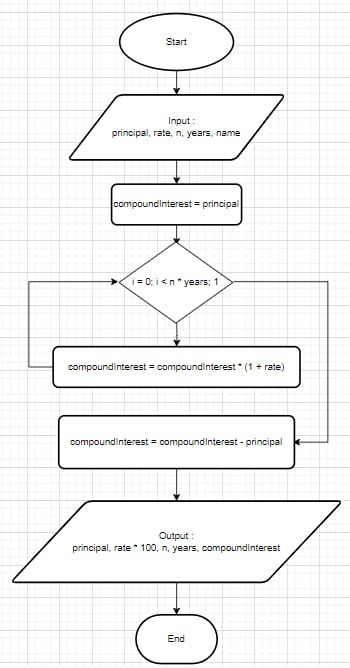 Start
Input :
principal, rate, n, years, name
compoundInterest = principal
i = 0; i < n * years; 1
compoundInterest = compoundInterest * (1 + rate)
compoundInterest = compoundInterest - principal
Output :
principal, rate * 100, n, years, compoundInterest
End